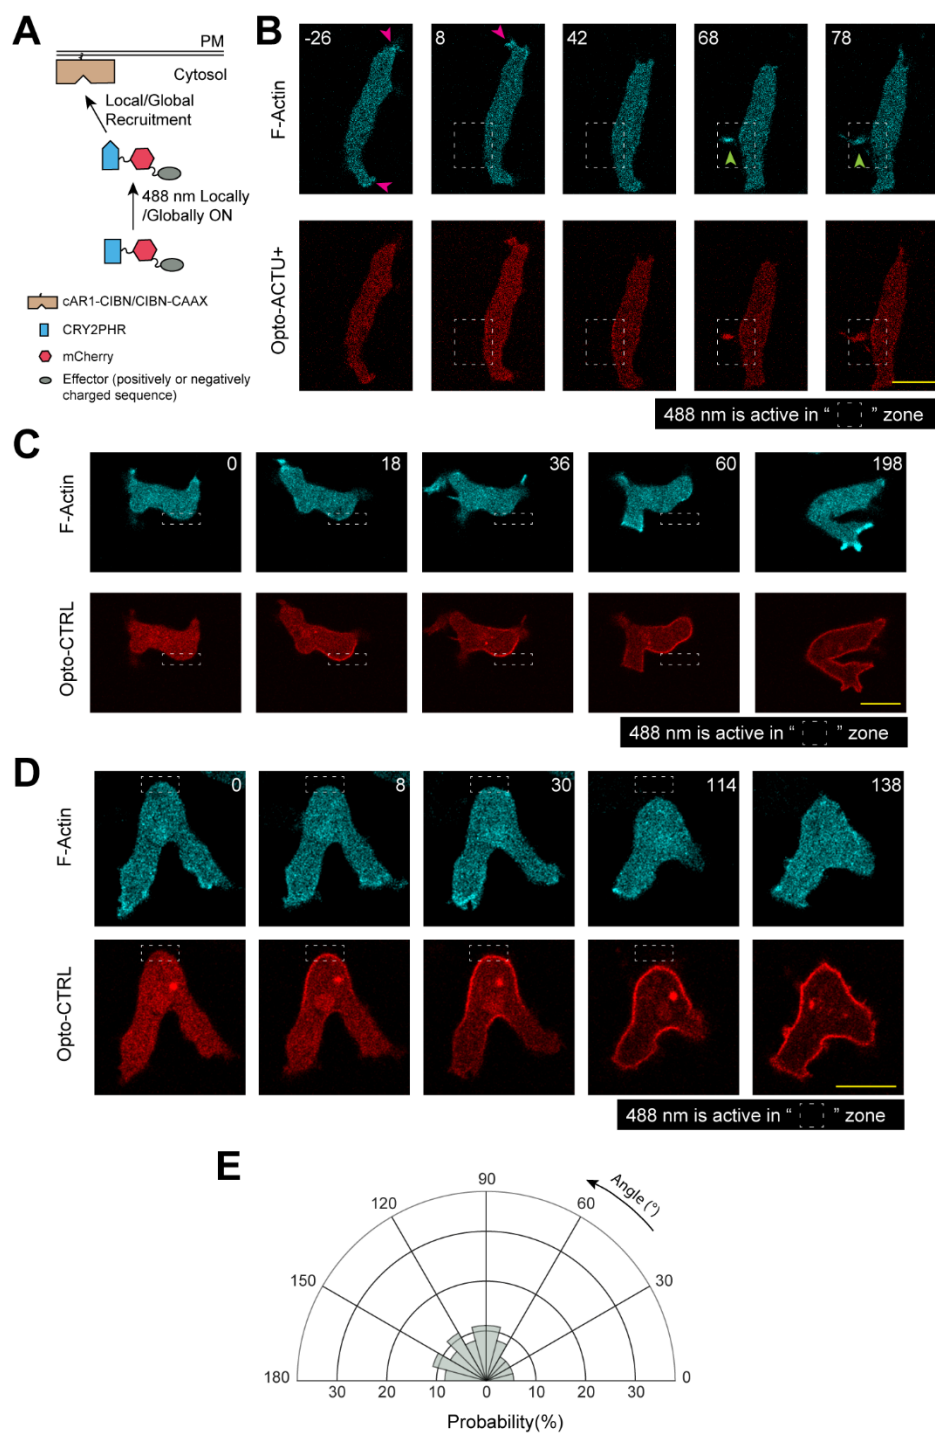 A
PM
Cytosol
Local/Global
Recruitment
488 nm Locally
/Globally ON
cAR1-CIBN/CIBN-CAAX
CRY2PHR
mCherry
Effector (positively or negatively
charged sequence)
B
-26
8
42
68
78
F-Actin
Opto-ACTU+
488 nm is active in " " zone
C
0
18
36
60
198
F-Actin
Opto-CTRL
488 nm is active in " " zone
D
0
8
30
114
138
F-Actin
Opto-CTRL
488 nm is active in " " zone
E
90
120
60
Angle (°)
150
30
180
0
30 20 10 0 10 20 30
Probability(%)